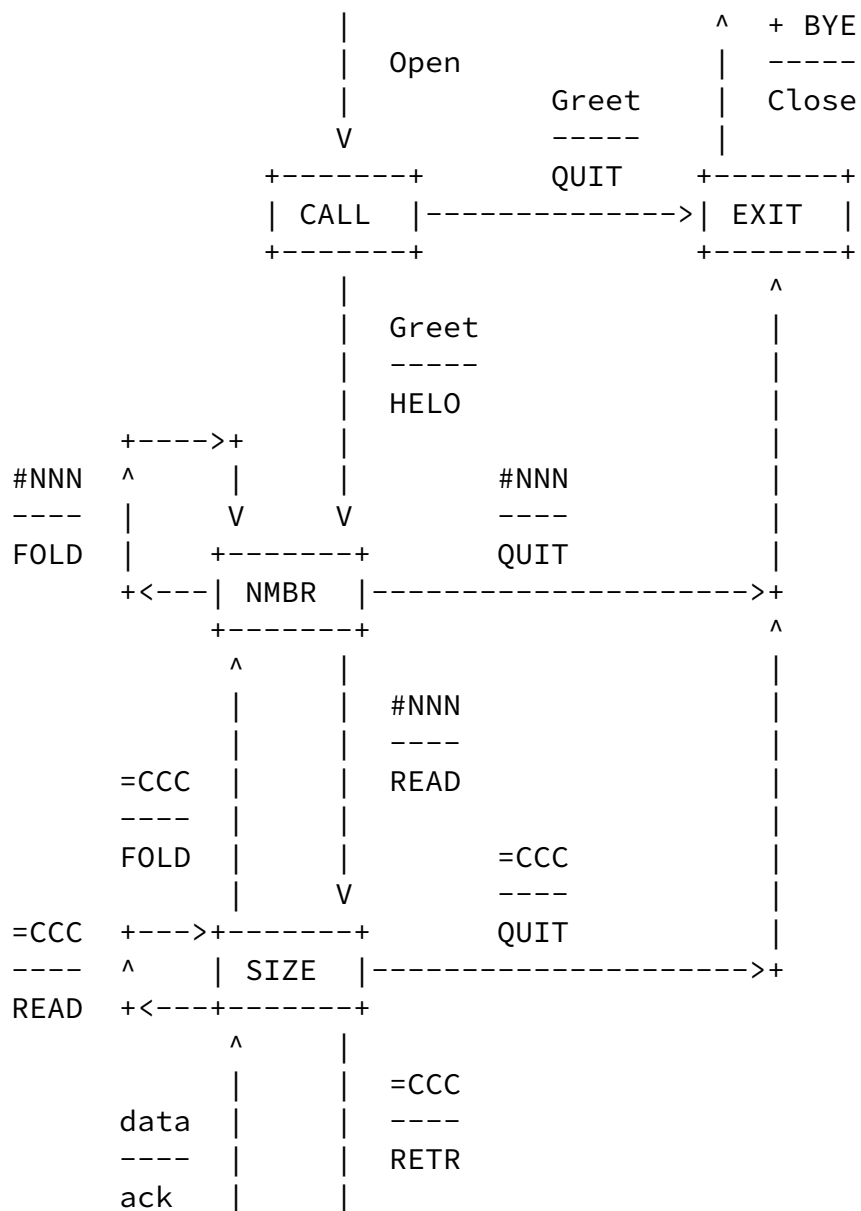 |                        ^  + BYE
                      |  Open                  |  -----
                      |             Greet      |  Close
                      V             -----      |
                 +-------+          QUIT     +-------+
                 | CALL  |------------------>| EXIT  |
                 +-------+                   +-------+
                      |                            ^
                      |  Greet                     |
                      |  -----                     |
                      |  HELO                      |
       +----->+       |                            |
#NNN   ^      |       |          #NNN              |
----   |      V       V          ----              |
FOLD   |     +-------+           QUIT              |
       +<----| NMBR  |---------------------------->+
             +-------+                             ^
              ^       |                            |
              |       |  #NNN                      |
              |       |  ----                      |
       =CCC   |       |  READ                      |
       ----   |       |                            |
       FOLD   |       |          =CCC              |
              |       V          ----              |
=CCC   +---->+-------+           QUIT              |
----   ^     | SIZE  |---------------------------->+
READ   +<----+-------+
              ^       |
              |       |  =CCC
       data   |       |  ----
       ----   |       |  RETR
       ack    |       |